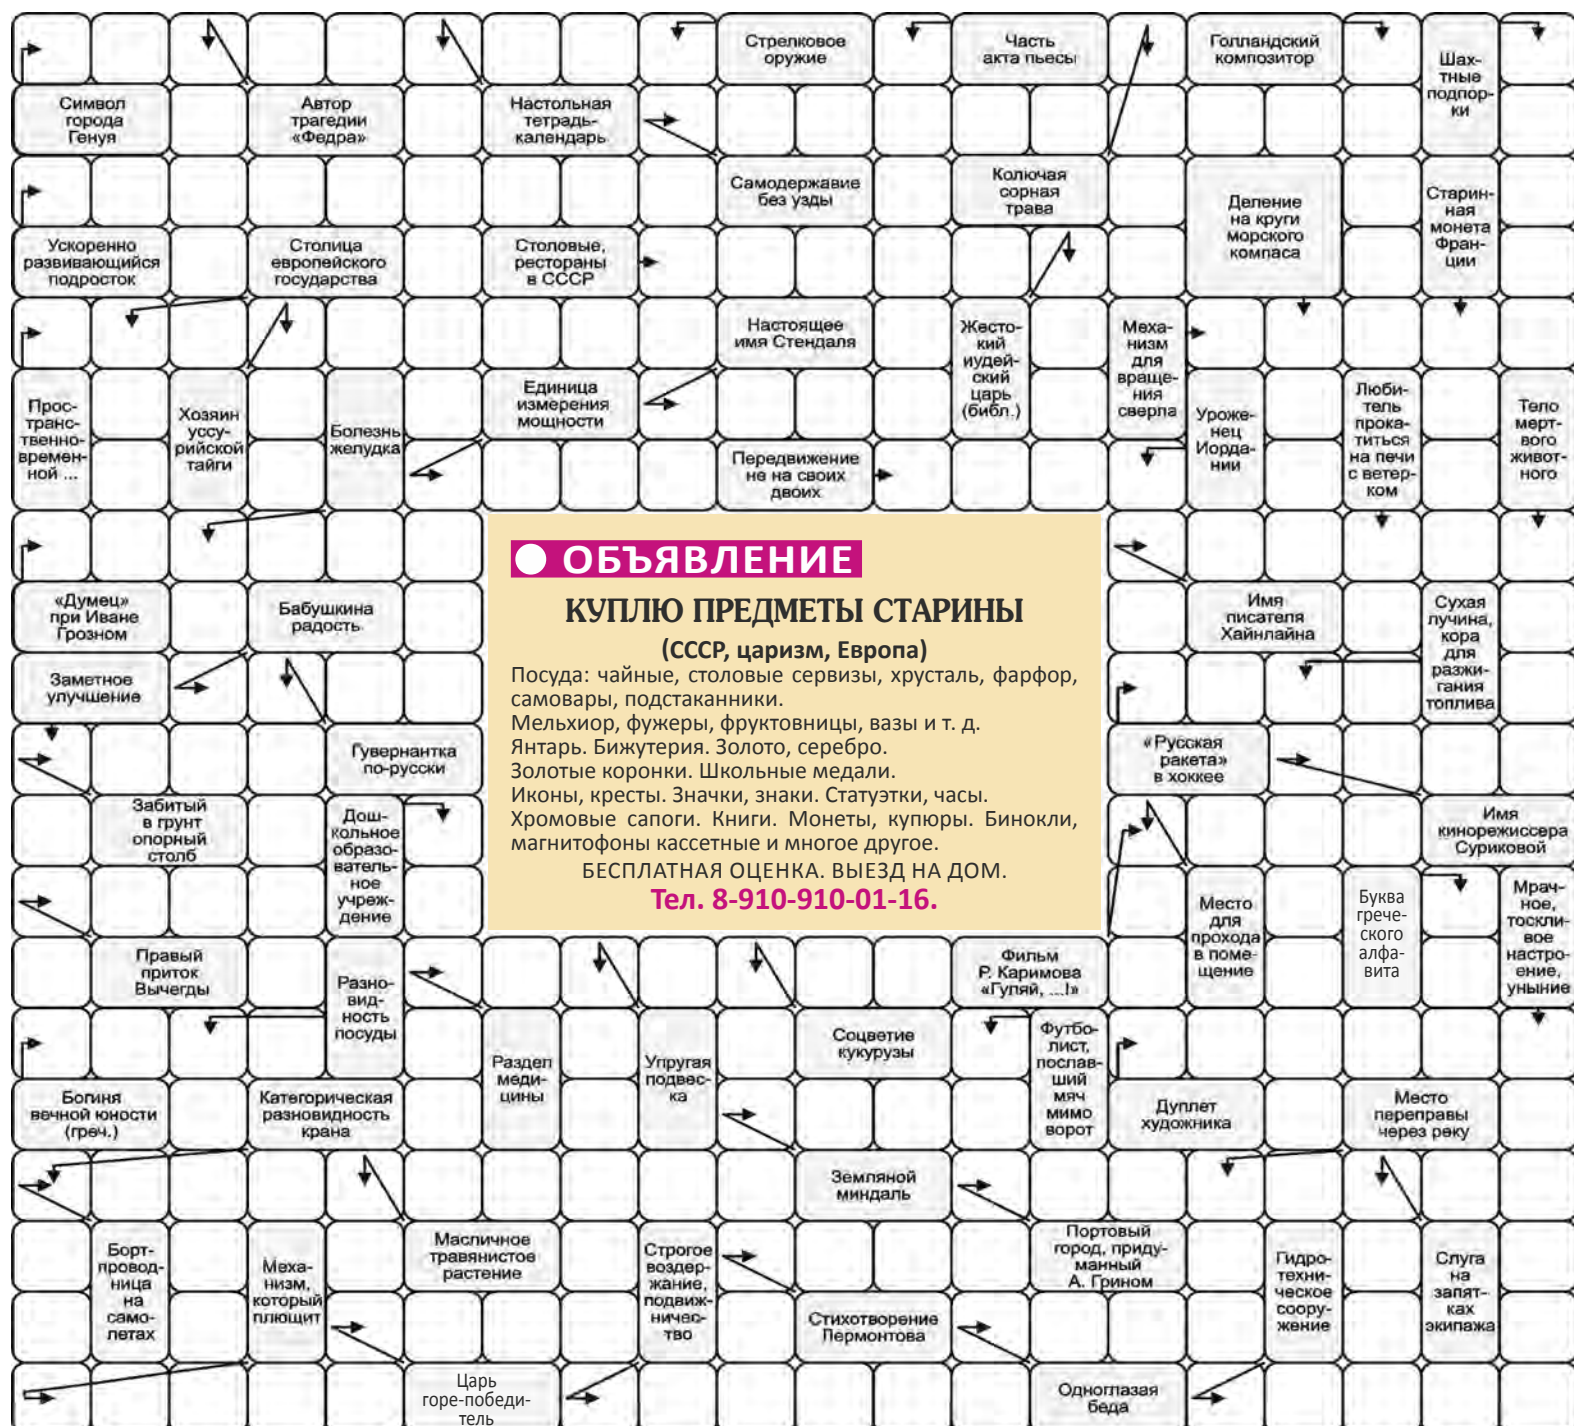 Стрелковое
оружие
Часть
акта пьесы
Голландский
композитор
Шах-
тные
подпор-
ки
Символ
города
Генуя
Автор
трагедии
«Федра»
Настольная
тетрадь-
календарь
Самодержавие
без узды
Колючая
сорная
трава
Деление
на круги
морского
компаса
Старин-
ная
монета
Фран-
ции
Ускоренно
развивающийся
подросток
Столица
европейского
государства
Столовые,
рестораны
в СССР
Настоящее
имя Стендаля
Жесто-
кий
иудей-
ский
царь
(библ.)
Меха-
низм
для
враще-
ния
сверла
Прос-
транс-
твенно-
времен-
ной ...
Хозяин
уссу-
рийской
тайги
Болезнь
желудка
Единица
измерения
мощности
Уроже-
нец
Иорда-
нии
Люби-
тель
прока-
титься
на печи
с ветер-
ком
Тело
мерт-
вого
живот-
ного
Передвижение
не на своих
двоих
ОБЪЯВЛЕНИЕ
КУПЛЮ ПРЕДМЕТЫ СТАРИНЫ
(СССР, царизм, Европа)
Посуда: чайные, столовые сервизы, хрусталь, фарфор,
самовары, подстаканники.
Мельхиор, фужеры, фруктовницы, вазы и т. д.
Янтарь. Бижутерия. Золото, серебро.
Золотые коронки. Школьные медали.
Иконы, кресты. Значки, знаки. Статуэтки, часы.
Хромовые сапоги. Книги. Монеты, купюры. Бинокли,
магнитофоны кассетные и многое другое.
БЕСПЛАТНАЯ ОЦЕНКА. ВЫЕЗД НА ДОМ.
Тел. 8-910-910-01-16.
«Думец»
при Иване
Грозном
Бабушкина
радость
Имя
писателя
Хайнлайна
Сухая
лучина,
кора
для
разжи-
гания
топлива
Заметное
улучшение
Гувернантка
по-русски
«Русская
ракета»
в хоккее
Забитый
в грунт
опорный
столб
Дош-
кольное
образо-
ватель-
ное
учреж-
дение
Имя
кинорежиссера
Суриковой
Место
для
прохода
в поме-
щение
Буква
грече-
ского
алфа-
вита
Мрач-
ное,
тоскли-
вое
настро-
ение,
уныние
Правый
приток
Вычегды
Разно-
вид-
ность
посуды
Фильм
Р. Каримова
«Гуляй, ...!»
Раздел
меди-
цины
Упругая
подвес-
ка
Соцветие
кукурузы
Футбо-
лист,
послав-
ший
мяч
мимо
ворот
Богиня
вечной юности
(греч.)
Категорическая
разновидность
крана
Дуплет
художника
Место
переправы
через реку
Земляной
миндаль
Борт-
провод-
ница
на
само-
летах
Меха-
низм,
который
плющит
Масличное
травянистое
растение
Строгое
воздер-
жание,
подвиж-
ничес-
тво
Портовый
город, приду-
манный
А. Грином
Гидро-
техни-
ческое
соору-
жение
Слуга
на
запят-
ках
экипажа
Стихотворение
Лермонтова
Царь
горе-победи-
тель
Одноглазая
беда